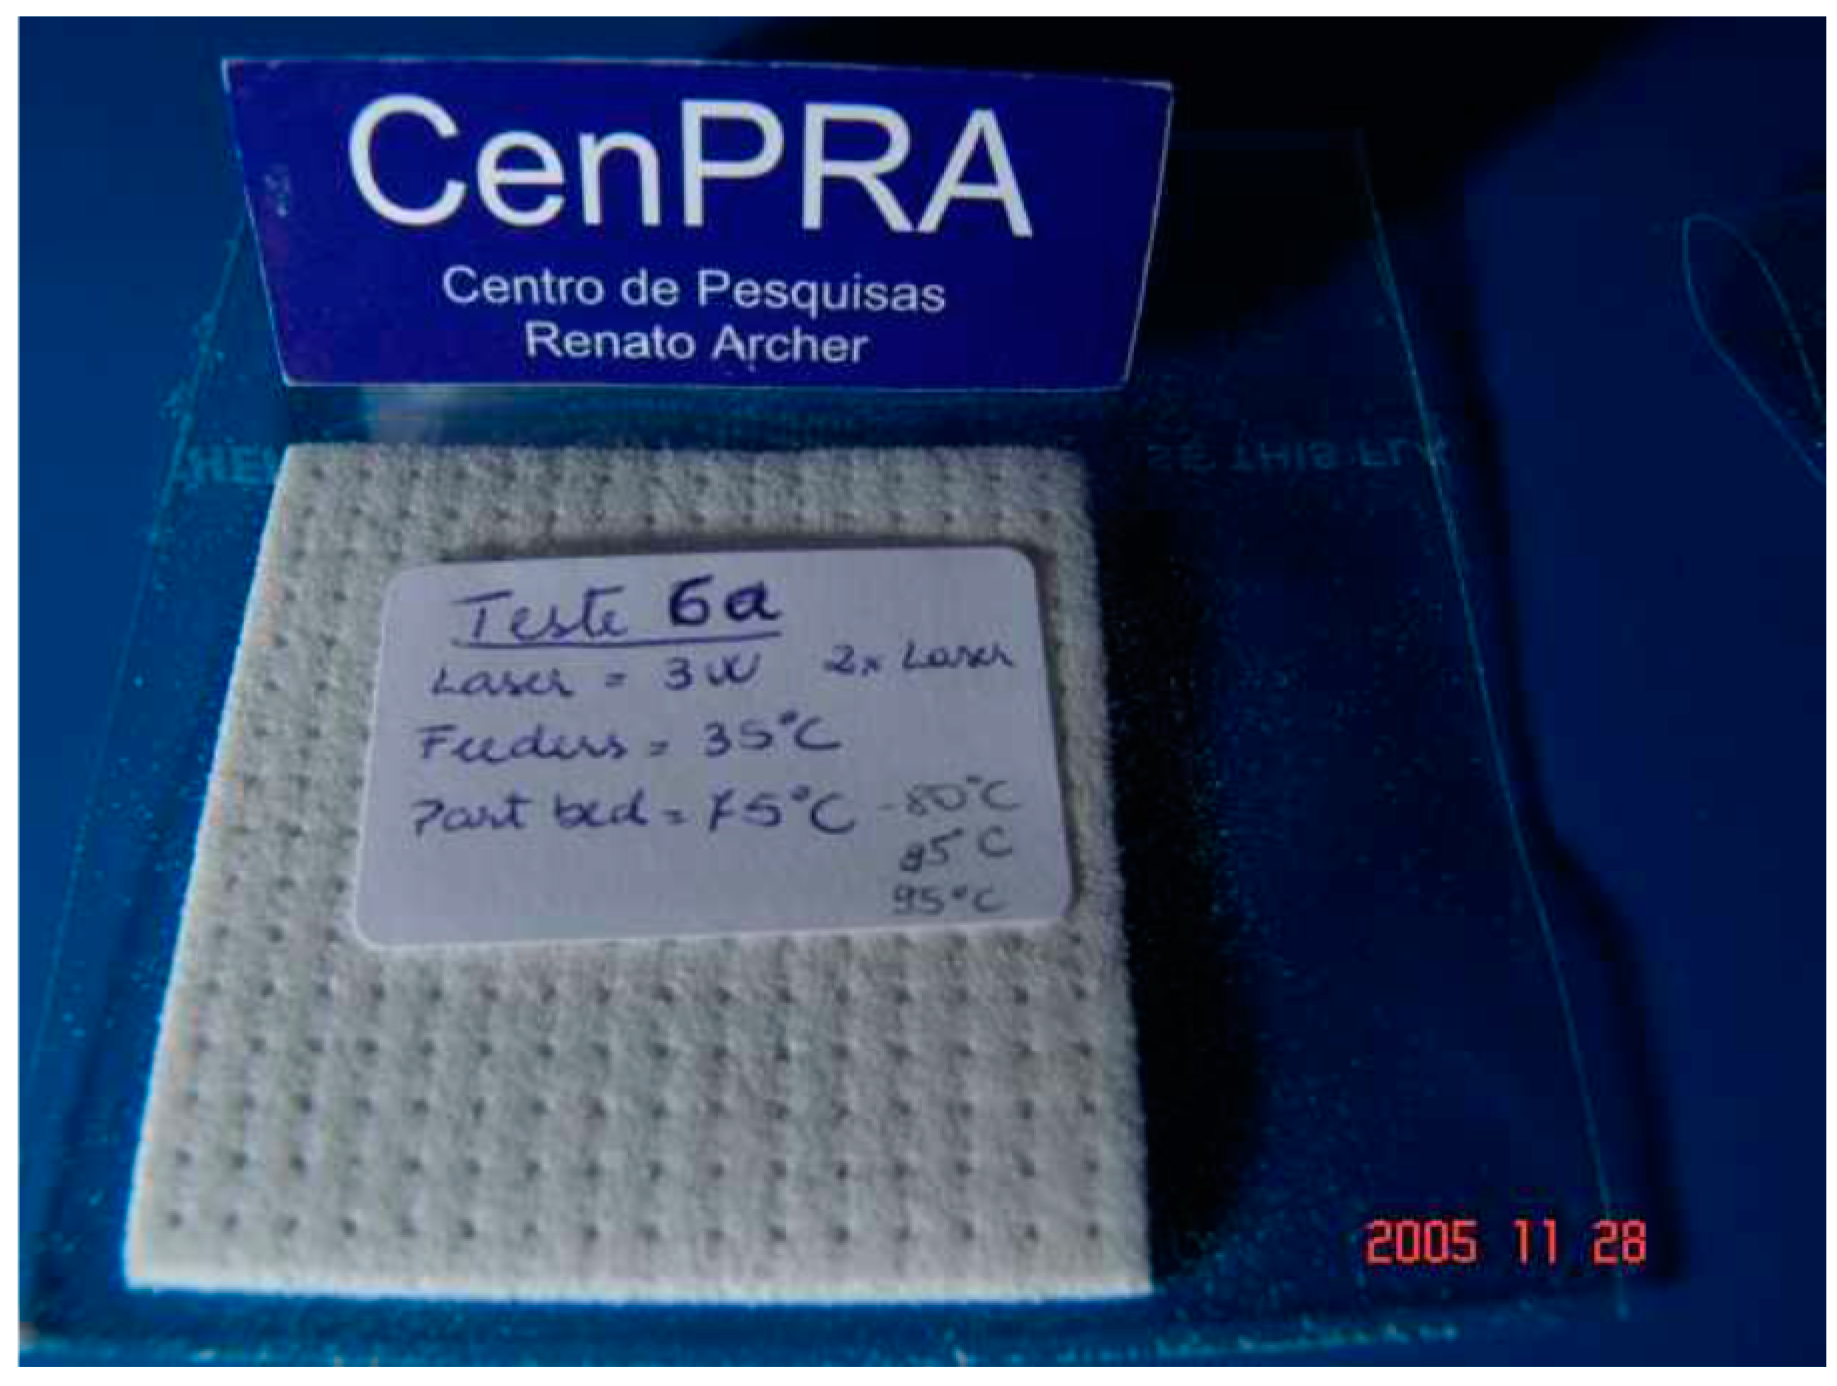 CenPRA
Centro de Pesquisas
Renato Archer
Teste 6a
Laser = 3W 2x Laser
Feeders = 35°C
Part bed = 75°C - 80°C
85°C
95°C
2005 11 28